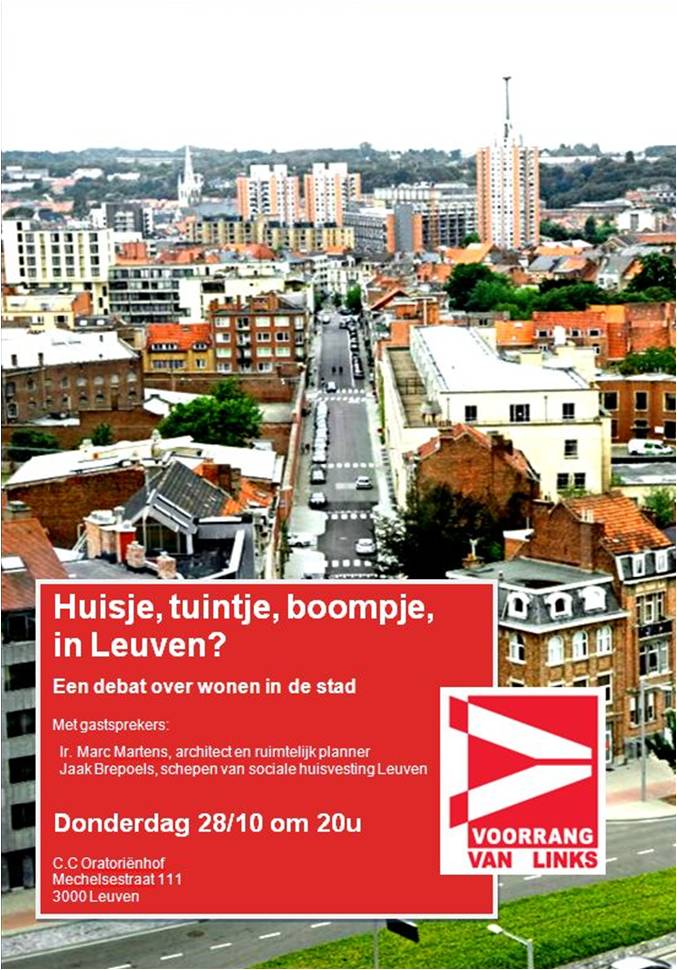 Huisje, tuintje, boompje,
in Leuven?
Een debat over wonen in de stad
Met gastsprekers:
Ir. Marc Martens, architect en ruimtelijk planner
Jaak Brepoels, schepen van sociale huisvesting Leuven
Donderdag 28/10 om 20u
C.C Oratoriënhof
Mechelsestraat 111
3000 Leuven
VOORRANG
VAN LINKS